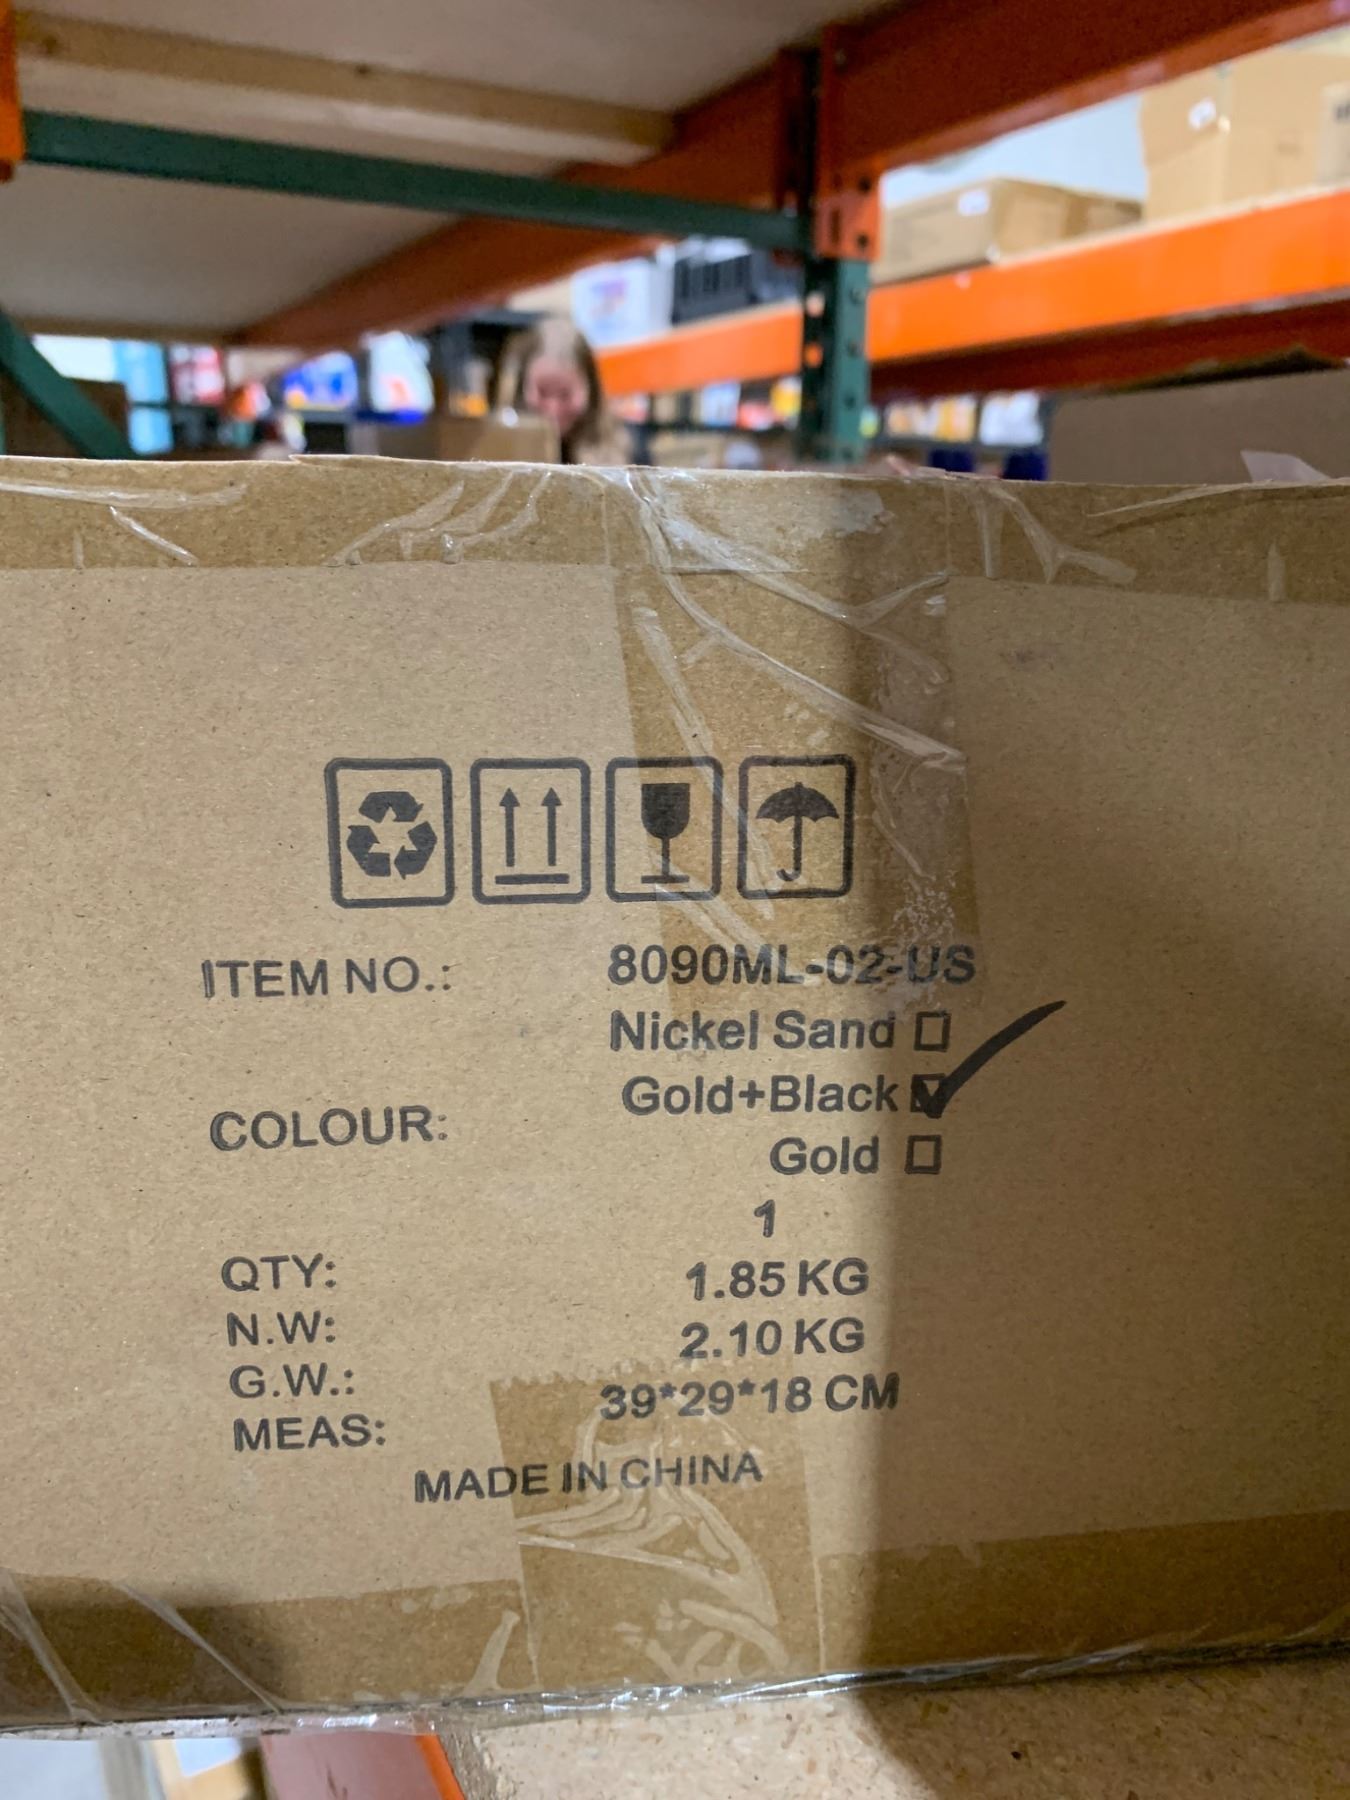 ITEM NO.: 8090ML-02-US
Nickel Sand ☐
COLOUR: Gold+Black ☑
Gold ☐
1
QTY: 1.85 KG
N.W: 2.10 KG
G.W.: 39*29*18 CM
MEAS:
MADE IN CHINA